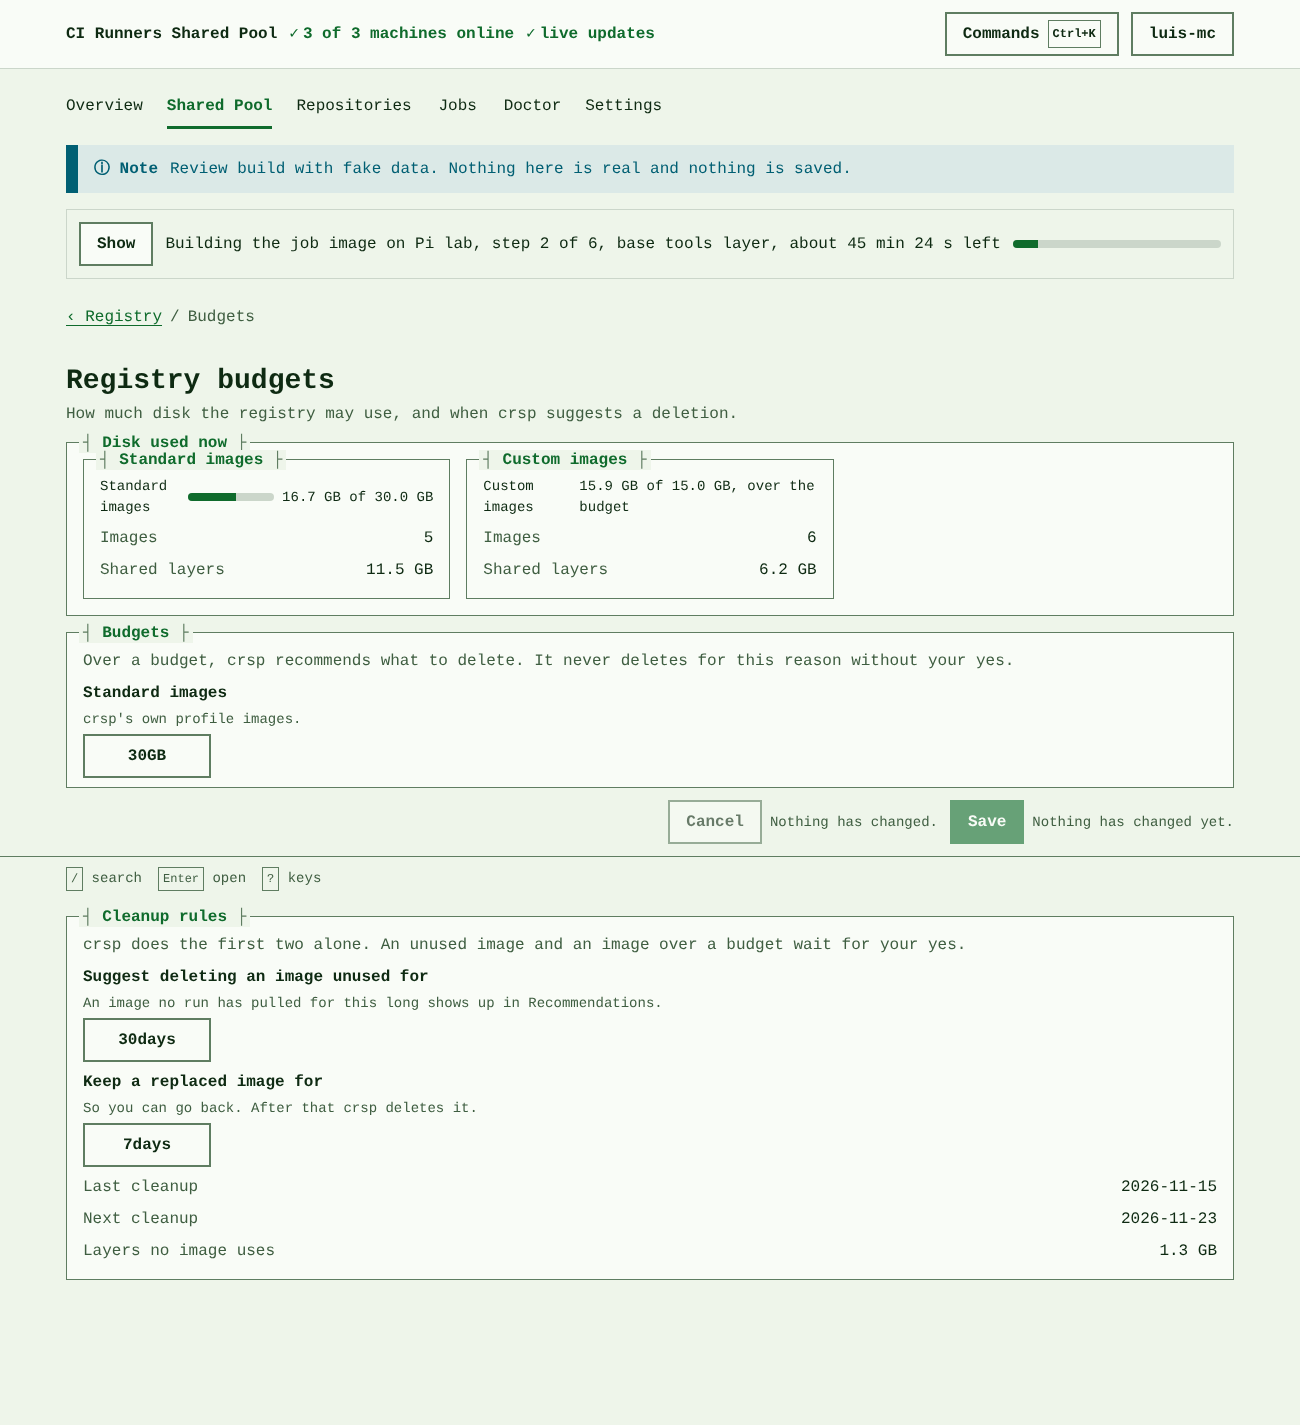 CI Runners Shared Pool ✓ 3 of 3 machines online ✓ live updates
Commands Ctrl+K luis-mc
Overview Shared Pool Repositories Jobs Doctor Settings
ⓘ Note Review build with fake data. Nothing here is real and nothing is saved.
Show Building the job image on Pi lab, step 2 of 6, base tools layer, about 45 min 24 s left
‹ Registry / Budgets
Registry budgets
How much disk the registry may use, and when crsp suggests a deletion.
Disk used now
Standard images
Standard images 16.7 GB of 30.0 GB
Images 5
Shared layers 11.5 GB
Custom images
Custom images 15.9 GB of 15.0 GB, over the budget
Images 6
Shared layers 6.2 GB
Budgets
Over a budget, crsp recommends what to delete. It never deletes for this reason without your yes.
Standard images
crsp's own profile images.
30GB
Cancel Nothing has changed. Save Nothing has changed yet.
/ search Enter open ? keys
Cleanup rules
crsp does the first two alone. An unused image and an image over a budget wait for your yes.
Suggest deleting an image unused for
An image no run has pulled for this long shows up in Recommendations.
30days
Keep a replaced image for
So you can go back. After that crsp deletes it.
7days
Last cleanup 2026-11-15
Next cleanup 2026-11-23
Layers no image uses 1.3 GB